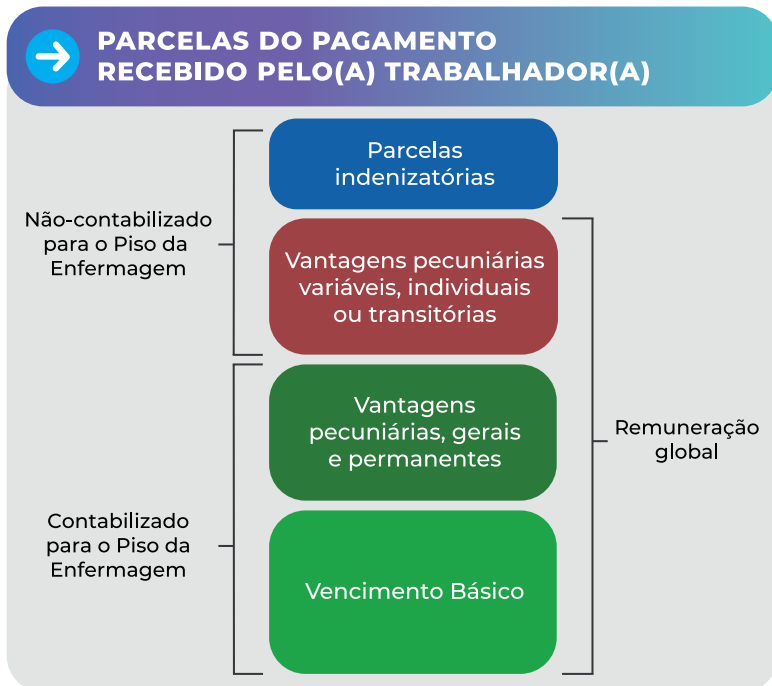 PARCELAS DO PAGAMENTO
RECEBIDO PELO(A) TRABALHADOR(A)
Parcelas
indenizatórias
Não-contabilizado
para o Piso da
Enfermagem
Vantagens pecuniárias
variáveis, individuais
ou transitórias
Vantagens
pecuniárias, gerais
e permanentes
Remuneração
global
Contabilizado
para o Piso da
Enfermagem
Vencimento Básico